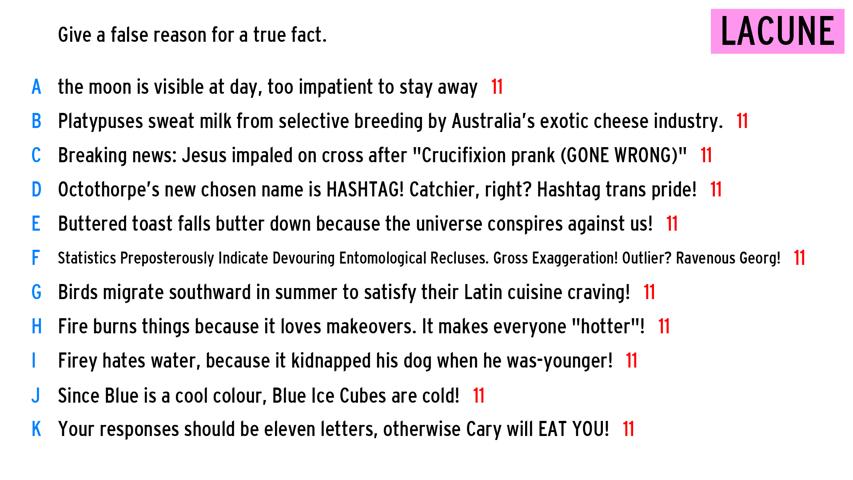 Give a false reason for a true fact.
LACUNE
A the moon is visible at day, too impatient to stay away 11
B Platypuses sweat milk from selective breeding by Australia's exotic cheese industry. 11
C Breaking news: Jesus impaled on cross after "Crucifixion prank (GONE WRONG)" 11
D Octothorpe's new chosen name is HASHTAG! Catchier, right? Hashtag trans pride! 11
E Buttered toast falls butter down because the universe conspires against us! 11
F Statistics Preposterously Indicate Devouring Entomological Recluses. Gross Exaggeration! Outlier? Ravenous Georg! 11
G Birds migrate southward in summer to satisfy their Latin cuisine craving! 11
H Fire burns things because it loves makeovers. It makes everyone "hotter"! 11
I Firey hates water, because it kidnapped his dog when he was-younger! 11
J Since Blue is a cool colour, Blue Ice Cubes are cold! 11
K Your responses should be eleven letters, otherwise Cary will EAT YOU! 11